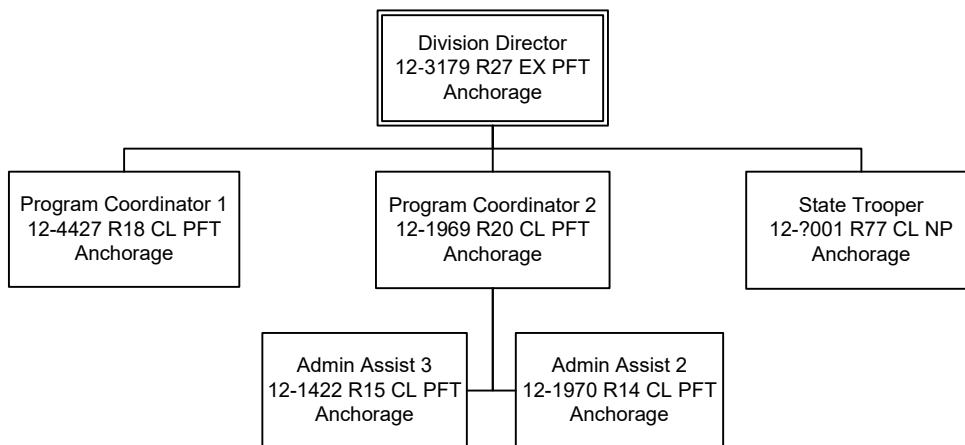 Division Director
12-3179 R27 EX PFT
Anchorage
Program Coordinator 1
12-4427 R18 CL PFT
Anchorage
Program Coordinator 2
12-1969 R20 CL PFT
Anchorage
State Trooper
12-?001 R77 CL NP
Anchorage
Admin Assist 3
12-1422 R15 CL PFT
Anchorage
Admin Assist 2
12-1970 R14 CL PFT
Anchorage